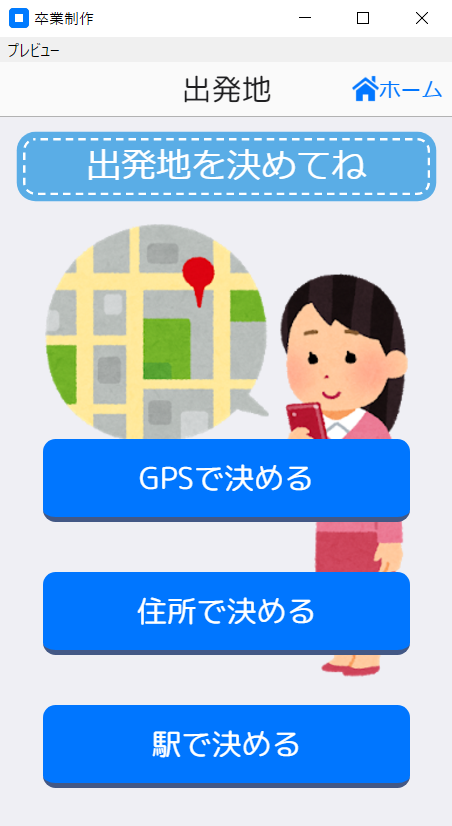 卒業制作
プレビュー
出発地
ホーム
出発地を決めてね
GPSで決める
住所で決める
駅で決める